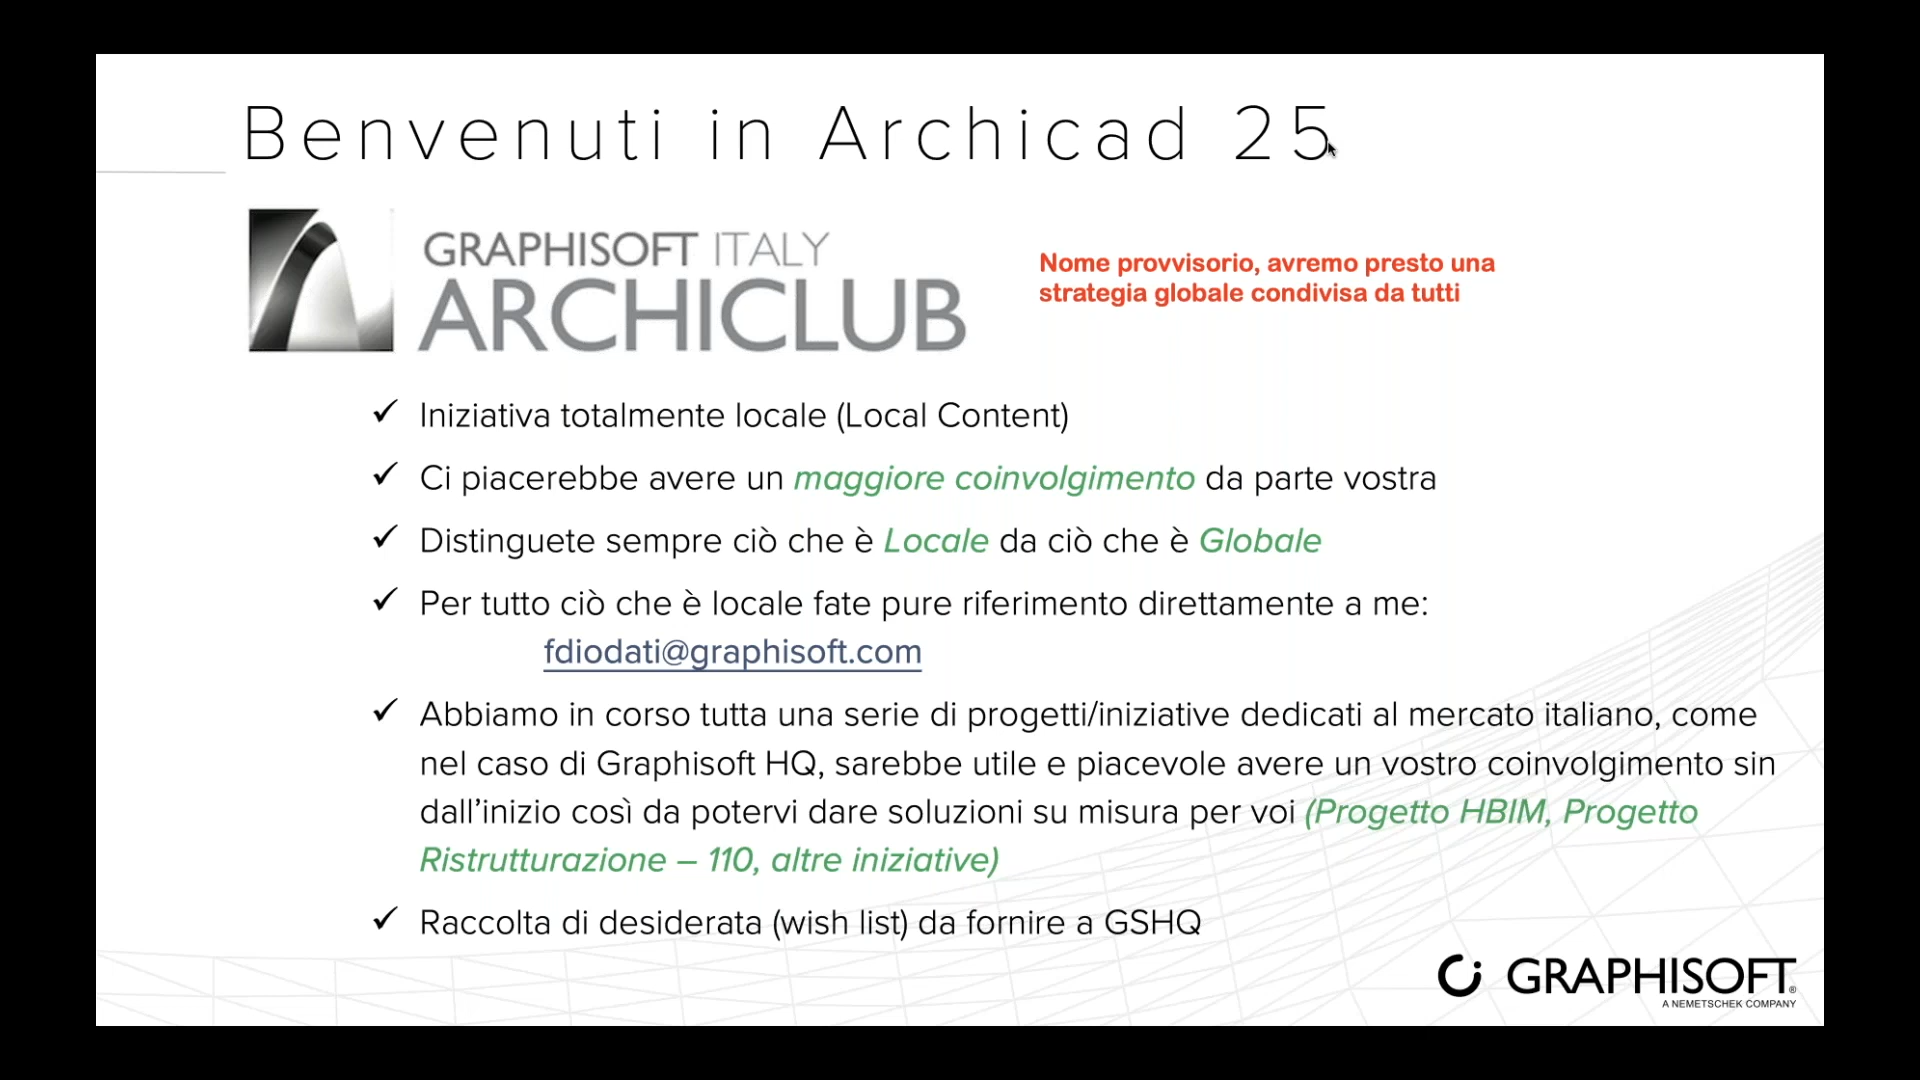 Benvenuti in Archicad 25
GRAPHISOFT ITALY
ARCHICLUB
Nome provvisorio, avremo presto una
strategia globale condivisa da tutti
✓ Iniziativa totalmente locale (Local Content)
✓ Ci piacerebbe avere un maggiore coinvolgimento da parte vostra
✓ Distinguete sempre ciò che è Locale da ciò che è Globale
✓ Per tutto ciò che è locale fate pure riferimento direttamente a me:
fdiodati@graphisoft.com
✓ Abbiamo in corso tutta una serie di progetti/iniziative dedicati al mercato italiano, come
nel caso di Graphisoft HQ, sarebbe utile e piacevole avere un vostro coinvolgimento sin
dall'inizio così da potervi dare soluzioni su misura per voi (Progetto HBIM, Progetto
Ristrutturazione – 110, altre iniziative)
✓ Raccolta di desiderata (wish list) da fornire a GSHQ
GRAPHISOFT®
A NEMETSCHEK COMPANY